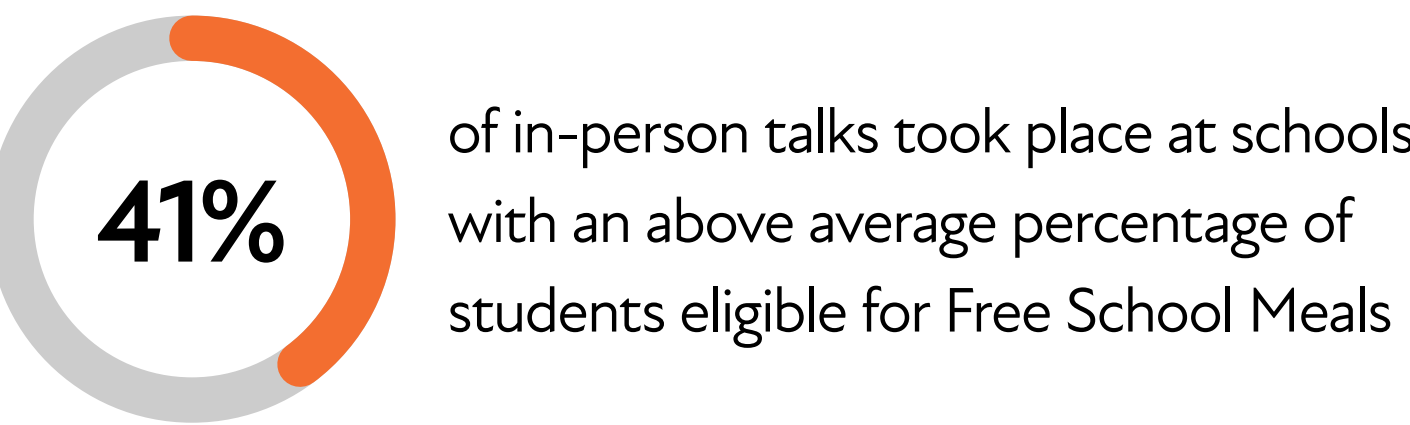 41%
of in-person talks took place at schools
with an above average percentage of
students eligible for Free School Meals